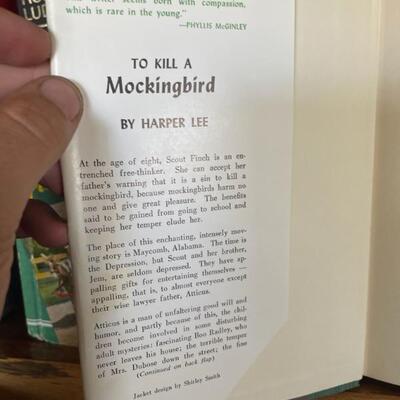 This writer seems born with compassion,
which is rare in the young."
—PHYLLIS MCGINLEY
TO KILL A
Mockingbird
BY HARPER LEE
At the age of eight, Scout Finch is an en-
trenched free-thinker. She can accept her
father's warning that it is a sin to kill a
mockingbird, because mockingbirds harm no
one and give great pleasure. The benefits
said to be gained from going to school and
keeping her temper elude her.
The place of this enchanting, intensely mov-
ing story is Maycomb, Alabama. The time is
the Depression, but Scout and her brother,
Jem, are seldom depressed. They have ap-
palling gifts for entertaining themselves —
appalling, that is, to almost everyone except
their wise lawyer father, Atticus.
Atticus is a man of unfaltering good will and
humor, and partly because of this, the chil-
dren become involved in some disturbing
adult mysteries: fascinating Boo Radley, who
never leaves his house; the terrible temper
of Mrs. Dubose down the street; the fine
(Continued on back flap)
Jacket design by Shirley Smith